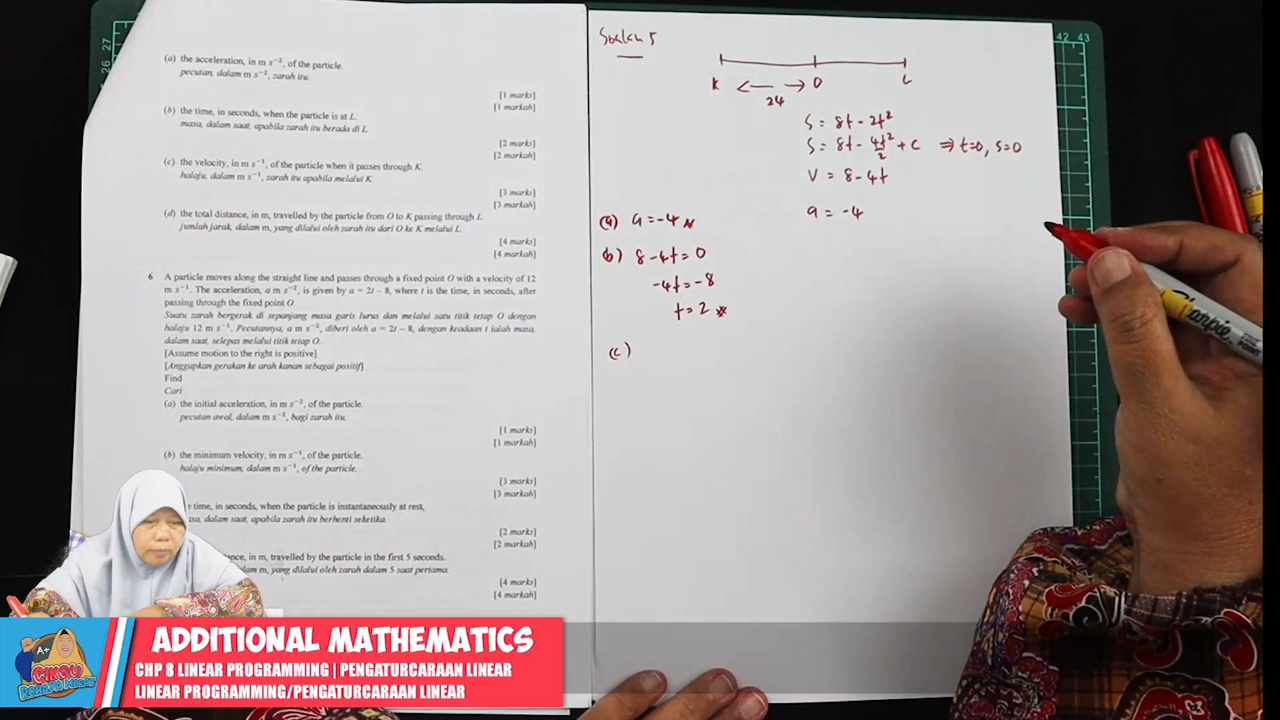 (a) the acceleration, in m s⁻², of the particle.
pecutan, dalam m s⁻², zarah itu.
[1 marks]
[1 markah]
(b) the time, in seconds, when the particle is at L.
masa, dalam saat, apabila zarah itu berada di L.
[2 marks]
[2 markah]
(c) the velocity, in m s⁻¹, of the particle when it passes through K.
halaju, dalam m s⁻¹, zarah itu apabila melalui K.
[3 marks]
[3 markah]
(d) the total distance, in m, travelled by the particle from O to K passing through L.
jumlah jarak, dalam m, yang dilalui oleh zarah itu dari O ke K melalui L.
[4 marks]
[4 markah]
6 A particle moves along the straight line and passes through a fixed point O with a velocity of 12
m s⁻¹. The acceleration, a m s⁻², is given by a = 2t – 8, where t is the time, in seconds, after
passing through the fixed point O.
Suatu zarah bergerak di sepanjang masa garis lurus dan melalui satu titik tetap O dengan
halaju 12 m s⁻¹. Pecutannya, a m s⁻², diberi oleh a = 2t – 8, dengan keadaan t ialah masa,
dalam saat, selepas melalui titik tetap O.
[Assume motion to the right is positive]
[Anggapkan gerakan ke arah kanan sebagai positif]
Find
Cari
(a) the initial acceleration, in m s⁻², of the particle.
pecutan awal, dalam m s⁻², bagi zarah itu.
[1 marks]
[1 markah]
(b) the minimum velocity, in m s⁻¹, of the particle.
halaju minimum, dalam m s⁻¹, of the particle.
[3 marks]
[3 markah]
time, in seconds, when the particle is instantaneously at rest,
dalam saat, apabila zarah itu berhenti seketika.
[2 marks]
[2 markah]
in m, travelled by the particle in the first 5 seconds.
m, yang dilalui oleh zarah dalam 5 saat pertama.
[4 marks]
[4 markah]
Soalan 5
K <— —> O L
24
S = 8t - 2t²
S = 8t - 4t²/2 + c ⇒ t=0, s=0
V = 8 - 4t
a = -4
(a) a = -4
(b) 8 - 4t = 0
-4t = -8
t = 2
(c)
27
26
42 43
Sharpie
A+
CIKGU
ADDITIONAL MATHEMATICS
CHP 8 LINEAR PROGRAMMING | PENGATURCARAAN LINEAR
LINEAR PROGRAMMING/PENGATURCARAAN LINEAR